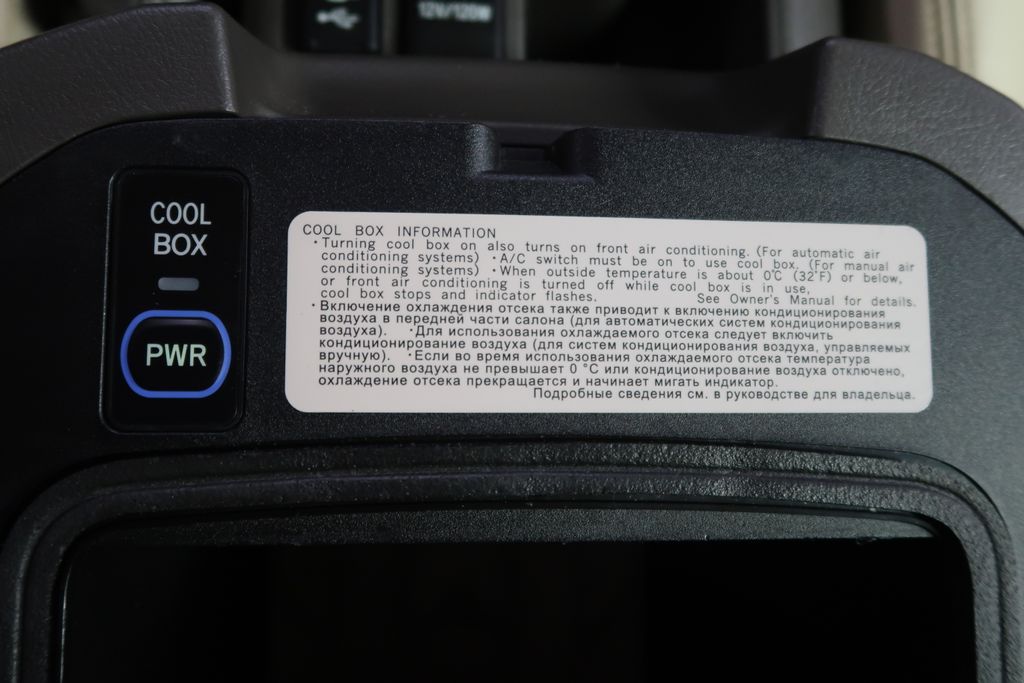 12V/120W
COOL
BOX
PWR
COOL BOX INFORMATION
・Turning cool box on also turns on front air conditioning. (For automatic air
conditioning systems) ・A/C switch must be on to use cool box. (For manual air
conditioning systems) ・When outside temperature is about 0℃ (32℉) or below,
or front air conditioning is turned off while cool box is in use,
cool box stops and indicator flashes. See Owner's Manual for details.
・Включение охлаждения отсека также приводит к включению кондиционирования
воздуха в передней части салона (для автоматических систем кондиционирования
воздуха). ・Для использования охлаждаемого отсека следует включить
кондиционирование воздуха (для систем кондиционирования воздуха, управляемых
вручную). ・Если во время использования охлаждаемого отсека температура
наружного воздуха не превышает 0 °C или кондиционирование воздуха отключено,
охлаждение отсека прекращается и начинает мигать индикатор.
Подробные сведения см. в руководстве для владельца.